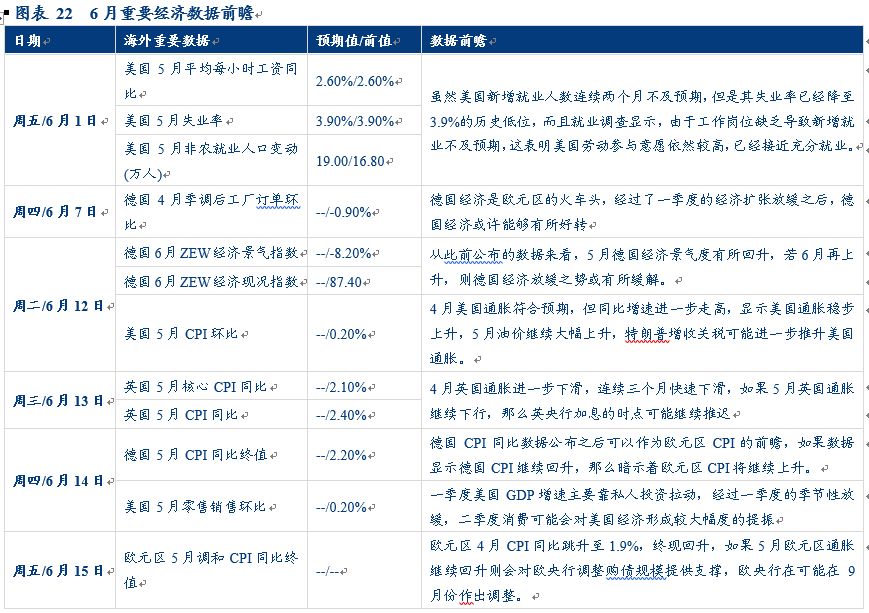 图表 22 6 月重要经济数据前瞻
日期 海外重要数据 预期值/前值 数据前瞻
周五/6 月 1 日
美国 5 月平均每小时工资同
比
2.60%/2.60%
美国 5 月失业率
3.90%/3.90%
美国 5 月非农就业人口变动
(万人)
19.00/16.80
虽然美国新增就业人数连续两个月不及预期,但是其失业率已经降至
3.9%的历史低位,而且就业调查显示,由于工作岗位缺乏导致新增就
业不及预期,这表明美国劳动参与意愿依然较高,已经接近充分就业。
周四/6 月 7 日
德国 4 月季调后工厂订单环
比
--/-0.90%
德国经济是欧元区的火车头,经过了一季度的经济扩张放缓之后,德
国经济或许能够有所好转
周二/6 月 12 日
德国 6 月 ZEW 经济景气指数
--/-8.20%
德国 6 月 ZEW 经济现况指数
--/87.40
从此前公布的数据来看,5 月德国经济景气度有所回升,若 6 月再上
升,则德国经济放缓之势或有所缓解。
美国 5 月 CPI 环比
--/0.20%
4 月美国通胀符合预期,但同比增速进一步走高,显示美国通胀稳步
上升,5 月油价继续大幅上升,特朗普增收关税可能进一步推升美国
通胀。
周三/6 月 13 日
英国 5 月核心 CPI 同比
--/2.10%
英国 5 月 CPI 同比
--/2.40%
4 月英国通胀进一步下滑,连续三个月快速下滑,如果 5 月英国通胀
继续下行,那么英央行加息的时点可能继续推迟
周四/6 月 14 日
德国 5 月 CPI 同比终值
--/2.20%
德国 CPI 同比数据公布之后可以作为欧元区 CPI 的前瞻,如果数据
显示德国 CPI 继续回升,那么暗示着欧元区 CPI 将继续上升。
美国 5 月零售销售环比
--/0.20%
一季度美国 GDP 增速主要靠私人投资拉动,经过一季度的季节性放
缓,二季度消费可能会对美国经济形成较大幅度的提振
周五/6 月 15 日
欧元区 5 月调和 CPI 同比终
值
--/--
欧元区 4 月 CPI 同比跳升至 1.9%,终现回升,如果 5 月欧元区通胀
继续回升则会对欧央行调整购债规模提供支撑,欧央行在可能在 9
月份作出调整。